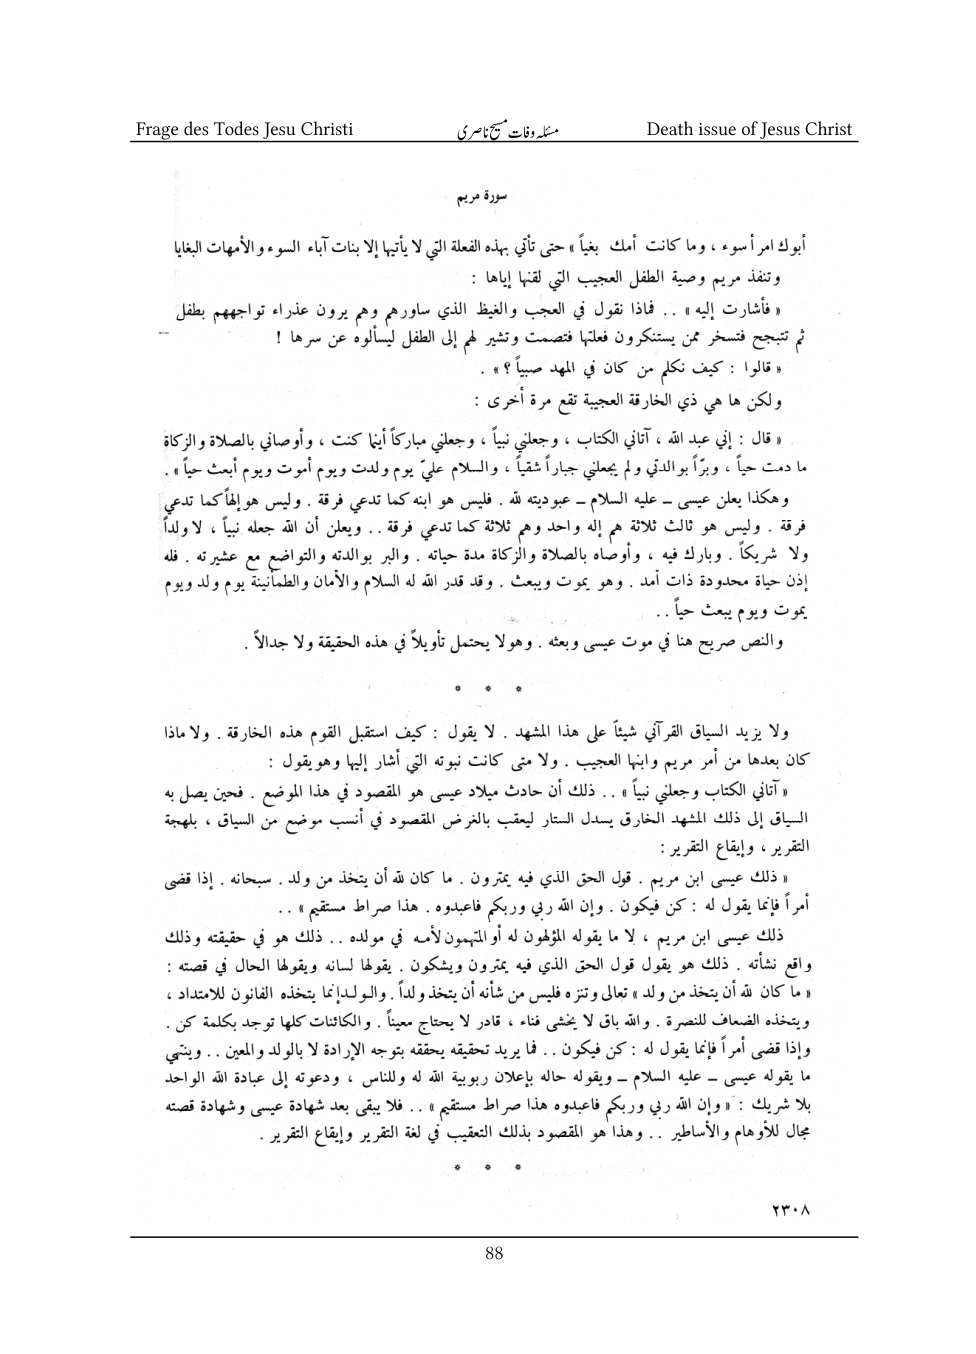 Frage des Todes Jesu Christi
مسئلہ وفات مسیح ناصری
Death issue of Jesus Christ
سورة مريم
أبوك امرأ سوء ، وما كانت أمك بغياً » حتى تأتي بهذه الفعلة التي لا يأتيها إلا بنات آباء السوء والأمهات البغايا
وتنفذ مريم وصية الطفل العجيب التي لقنها إياها :
« فأشارت إليه » .. فماذا نقول في العجب والغيظ الذي ساورهم وهم يرون عذراء تواجههم بطفل
ثم تتبجح فتسخر ممن يستنكرون فعلتها فتصمت وتشير لهم إلى الطفل ليسألوه عن سرها !
« قالوا : كيف نكلم من كان في المهد صبياً ؟ » .
ولكن ها هي ذي الخارقة العجيبة تقع مرة أخرى :
« قال : إني عبد الله ، آتاني الكتاب ، وجعلني نبياً ، وجعلني مباركاً أينما كنت ، وأوصاني بالصلاة والزكاة
ما دمت حياً ، وبرّاً بوالدتي ولم يجعلني جباراً شقياً ، والسلام عليّ يوم ولدت ويوم أموت ويوم أبعث حياً » .
وهكذا يعلن عيسى – عليه السلام – عبوديته لله . فليس هو ابنه كما تدعي فرقة . وليس هو إلهاً كما تدعي
فرقة . وليس هو ثالث ثلاثة هم إله واحد وهم ثلاثة كما تدعي فرقة .. ويعلن أن الله جعله نبياً ، لا ولداً
ولا شريكاً . وبارك فيه ، وأوصاه بالصلاة والزكاة مدة حياته . والبر بوالدته والتواضع مع عشيرته . فله
إذن حياة محدودة ذات أمد . وهو يموت ويبعث . وقد قدر الله له السلام والأمان والطمأنينة يوم ولد ويوم
يموت ويوم يبعث حياً ..
والنص صريح هنا في موت عيسى وبعثه . وهو لا يحتمل تأويلاً في هذه الحقيقة ولا جدالاً .
* * *
ولا يزيد السياق القرآني شيئاً على هذا المشهد . لا يقول : كيف استقبل القوم هذه الخارقة . ولا ماذا
كان بعدها من أمر مريم وابنها العجيب . ولا متى كانت نبوته التي أشار إليها وهو يقول :
« آتاني الكتاب وجعلني نبياً » .. ذلك أن حادث ميلاد عيسى هو المقصود في هذا الموضع . فحين يصل به
السياق إلى ذلك المشهد الخارق يسدل الستار ليعقب بالغرض المقصود في أنسب موضع من السياق ، بلهجة
التقرير ، وإيقاع التقرير :
« ذلك عيسى ابن مريم . قول الحق الذي فيه يمترون . ما كان لله أن يتخذ من ولد . سبحانه . إذا قضى
أمراً فإنما يقول له : كن فيكون . وإن الله ربي وربكم فاعبدوه . هذا صراط مستقيم » ..
ذلك عيسى ابن مريم ، لا ما يقوله المؤلهون له أو المتهمون لأمه في مولده .. ذلك هو في حقيقته وذلك
واقع نشأته . ذلك هو يقول قول الحق الذي فيه يمترون ويشكون . يقولها لسانه ويقولها الحال في قصته :
« ما كان لله أن يتخذ من ولد » تعالى وتنزه فليس من شأنه أن يتخذ ولداً . والولد إنما يتخذه الفانون للامتداد ،
ويتخذه الضعاف للنصرة . والله باق لا يخشى فناء ، قادر لا يحتاج معيناً . والكائنات كلها توجد بكلمة كن .
وإذا قضى أمراً فإنما يقول له : كن فيكون .. فما يريد تحقيقه يحققه بتوجه الإرادة لا بالولد والمعين .. وينتهي
ما يقوله عيسى – عليه السلام – ويقوله حاله بإعلان ربوبية الله له وللناس ، ودعوته إلى عبادة الله الواحد
بلا شريك : « وإن الله ربي وربكم فاعبدوه هذا صراط مستقيم » .. فلا يبقى بعد شهادة عيسى وشهادة قصته
مجال للأوهام والأساطير .. وهذا هو المقصود بذلك التعقيب في لغة التقرير وإيقاع التقرير .
* * *
٢٣٠٨
88